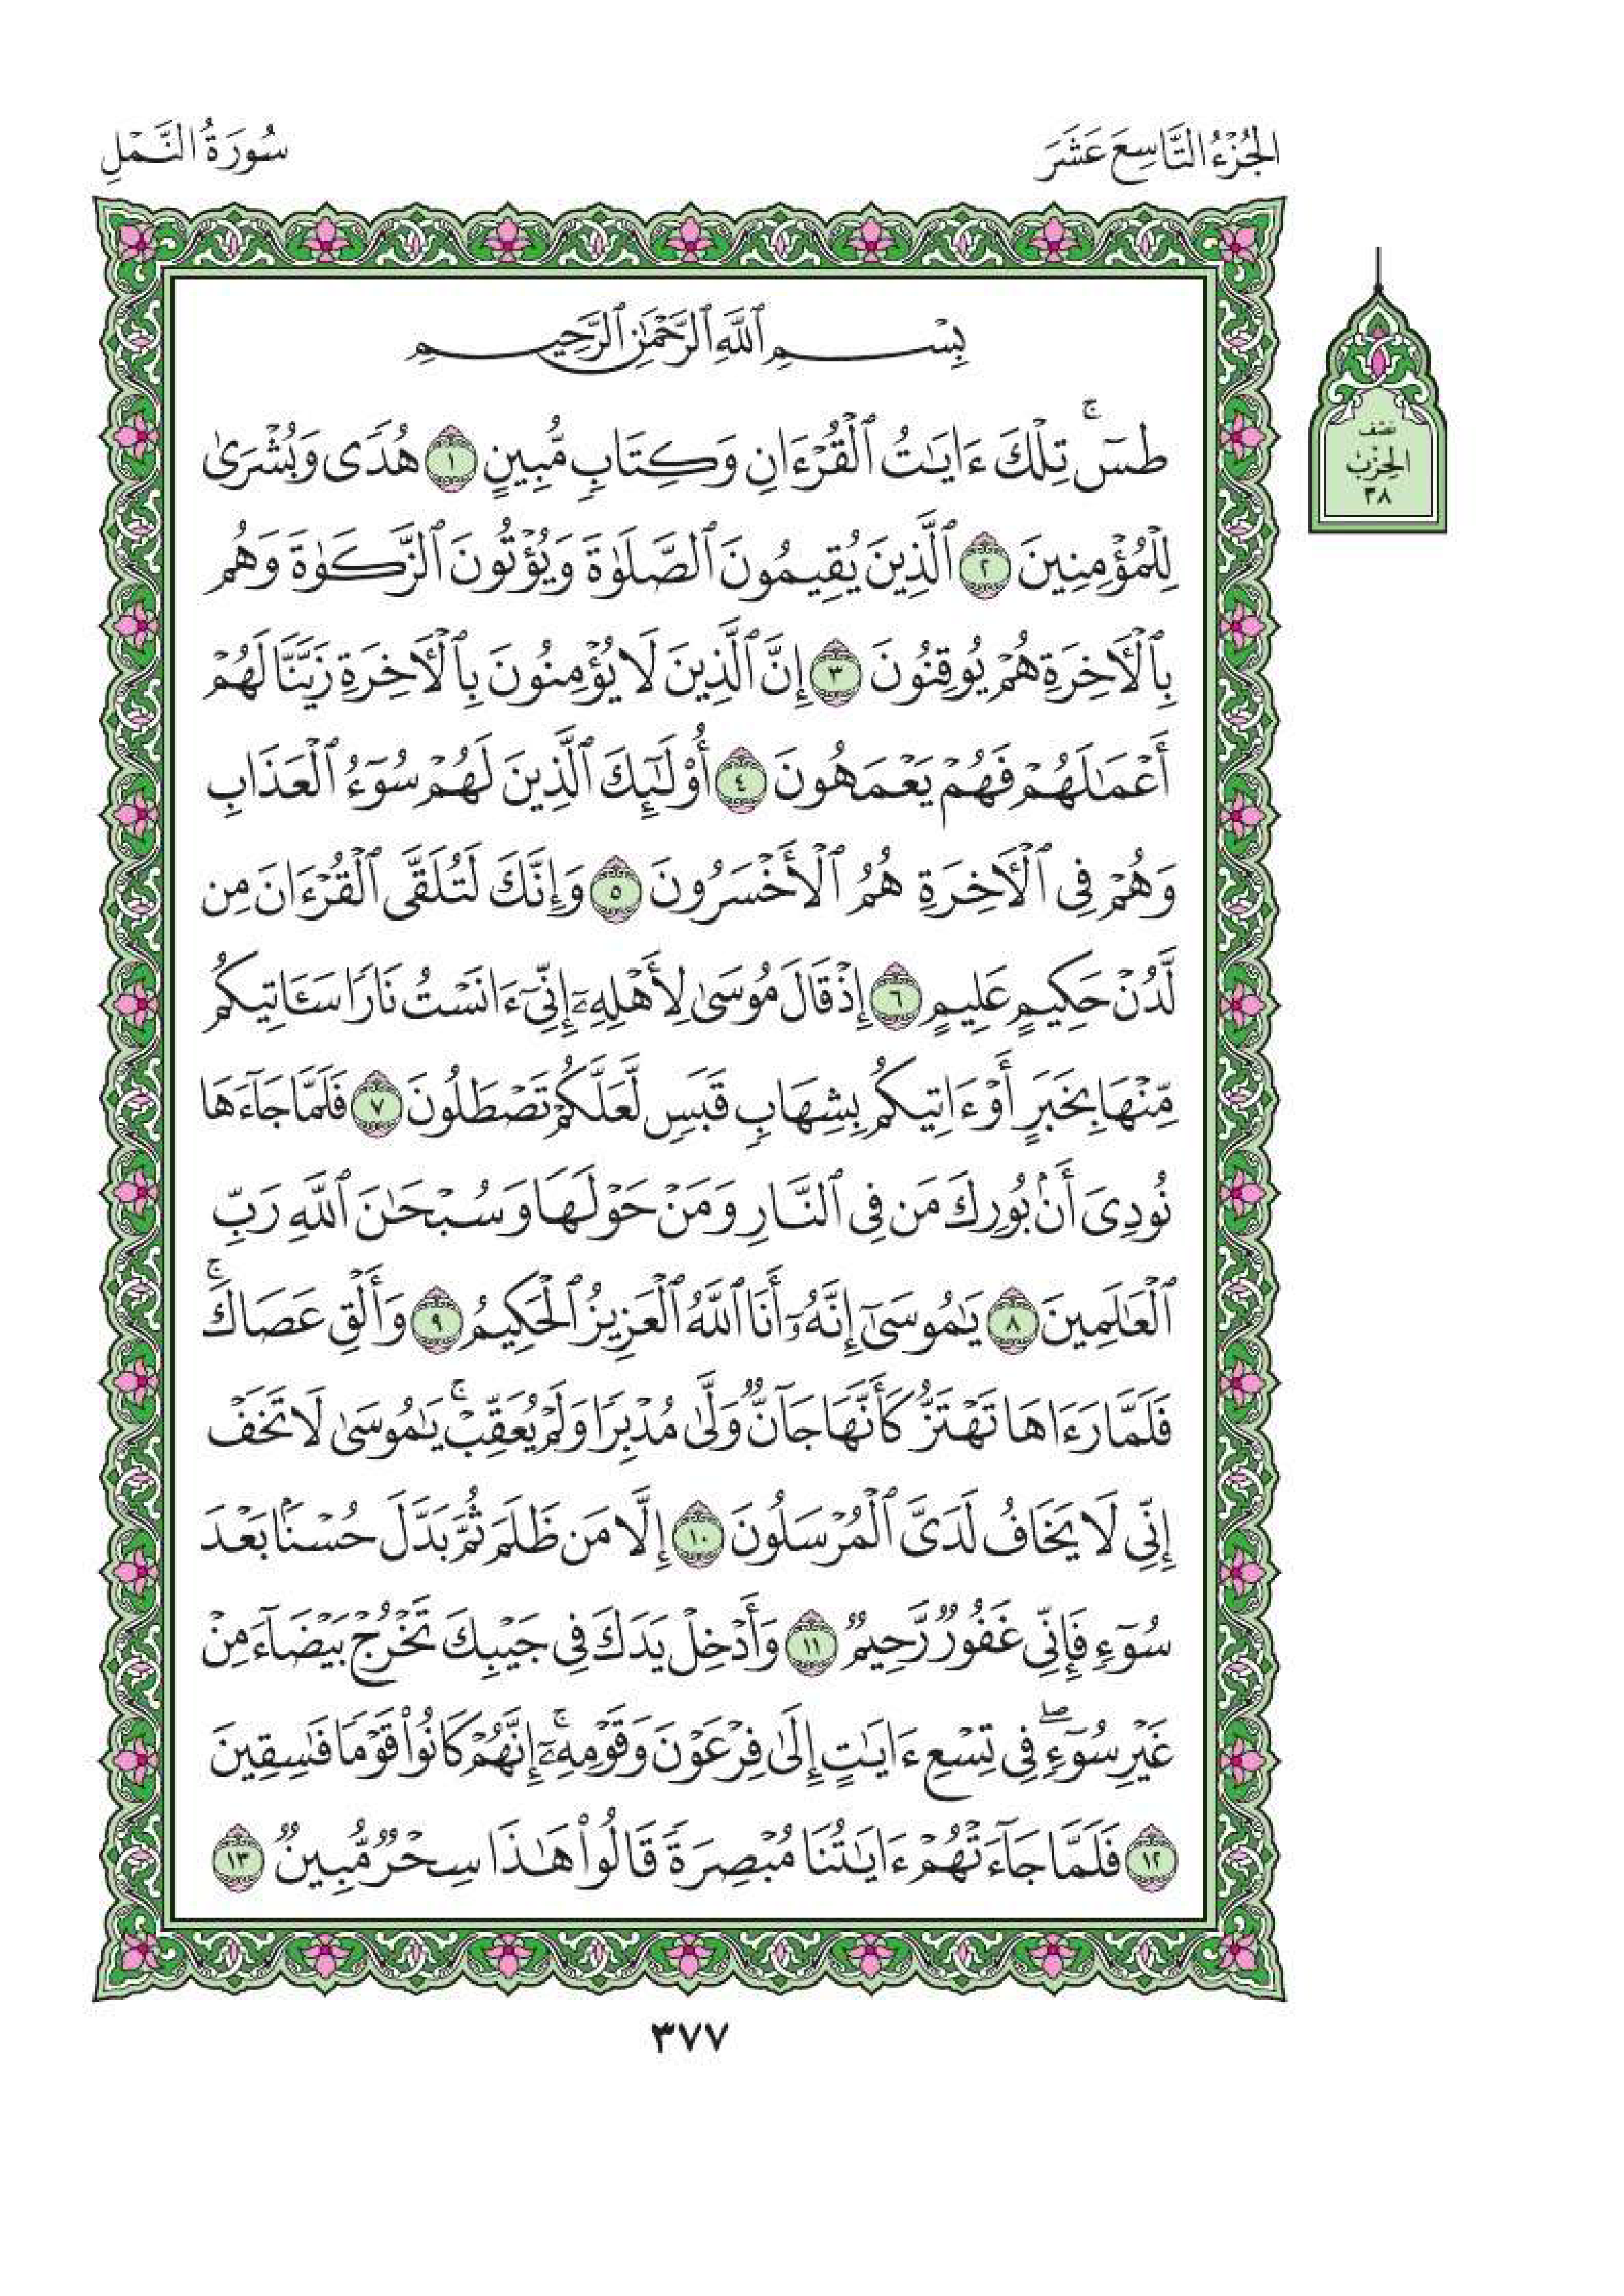 الجُزْءُ التَّاسِعَ عَشَرَ
سُورَةُ النَّمْلِ
نصف
الحزب
٣٨
بِسْمِ ٱللَّهِ ٱلرَّحْمَٰنِ ٱلرَّحِيمِ
طسٓۚ تِلْكَ ءَايَٰتُ ٱلْقُرْءَانِ وَكِتَابٍ مُّبِينٍ ١ هُدًى وَبُشْرَىٰ
لِلْمُؤْمِنِينَ ٢ ٱلَّذِينَ يُقِيمُونَ ٱلصَّلَوٰةَ وَيُؤْتُونَ ٱلزَّكَوٰةَ وَهُم
بِٱلْأٓخِرَةِ هُمْ يُوقِنُونَ ٣ إِنَّ ٱلَّذِينَ لَا يُؤْمِنُونَ بِٱلْأٓخِرَةِ زَيَّنَّا لَهُمْ
أَعْمَٰلَهُمْ فَهُمْ يَعْمَهُونَ ٤ أُوْلَٰٓئِكَ ٱلَّذِينَ لَهُمْ سُوٓءُ ٱلْعَذَابِ
وَهُمْ فِى ٱلْأٓخِرَةِ هُمُ ٱلْأَخْسَرُونَ ٥ وَإِنَّكَ لَتُلَقَّى ٱلْقُرْءَانَ مِن
لَّدُنْ حَكِيمٍ عَلِيمٍ ٦ إِذْ قَالَ مُوسَىٰ لِأَهْلِهِۦٓ إِنِّىٓ ءَانَسْتُ نَارًا سَـَٔاتِيكُم
مِّنْهَا بِخَبَرٍ أَوْ ءَاتِيكُم بِشِهَابٍ قَبَسٍ لَّعَلَّكُمْ تَصْطَلُونَ ٧ فَلَمَّا جَآءَهَا
نُودِىَ أَنۢ بُورِكَ مَن فِى ٱلنَّارِ وَمَنْ حَوْلَهَا وَسُبْحَٰنَ ٱللَّهِ رَبِّ
ٱلْعَٰلَمِينَ ٨ يَٰمُوسَىٰٓ إِنَّهُۥٓ أَنَا ٱللَّهُ ٱلْعَزِيزُ ٱلْحَكِيمُ ٩ وَأَلْقِ عَصَاكَۚ
فَلَمَّا رَءَاهَا تَهْتَزُّ كَأَنَّهَا جَآنٌّ وَلَّىٰ مُدْبِرًا وَلَمْ يُعَقِّبْۚ يَٰمُوسَىٰ لَا تَخَفْ
إِنِّى لَا يَخَافُ لَدَىَّ ٱلْمُرْسَلُونَ ١٠ إِلَّا مَن ظَلَمَ ثُمَّ بَدَّلَ حُسْنًۢا بَعْدَ
سُوٓءٍ فَإِنِّى غَفُورٌ رَّحِيمٌ ١١ وَأَدْخِلْ يَدَكَ فِى جَيْبِكَ تَخْرُجْ بَيْضَآءَ مِنْ
غَيْرِ سُوٓءٍۖ فِى تِسْعِ ءَايَٰتٍ إِلَىٰ فِرْعَوْنَ وَقَوْمِهِۦٓۚ إِنَّهُمْ كَانُواْ قَوْمًا فَٰسِقِينَ
١٢ فَلَمَّا جَآءَتْهُمْ ءَايَٰتُنَا مُبْصِرَةً قَالُواْ هَٰذَا سِحْرٌ مُّبِينٌ ١٣
٣٧٧